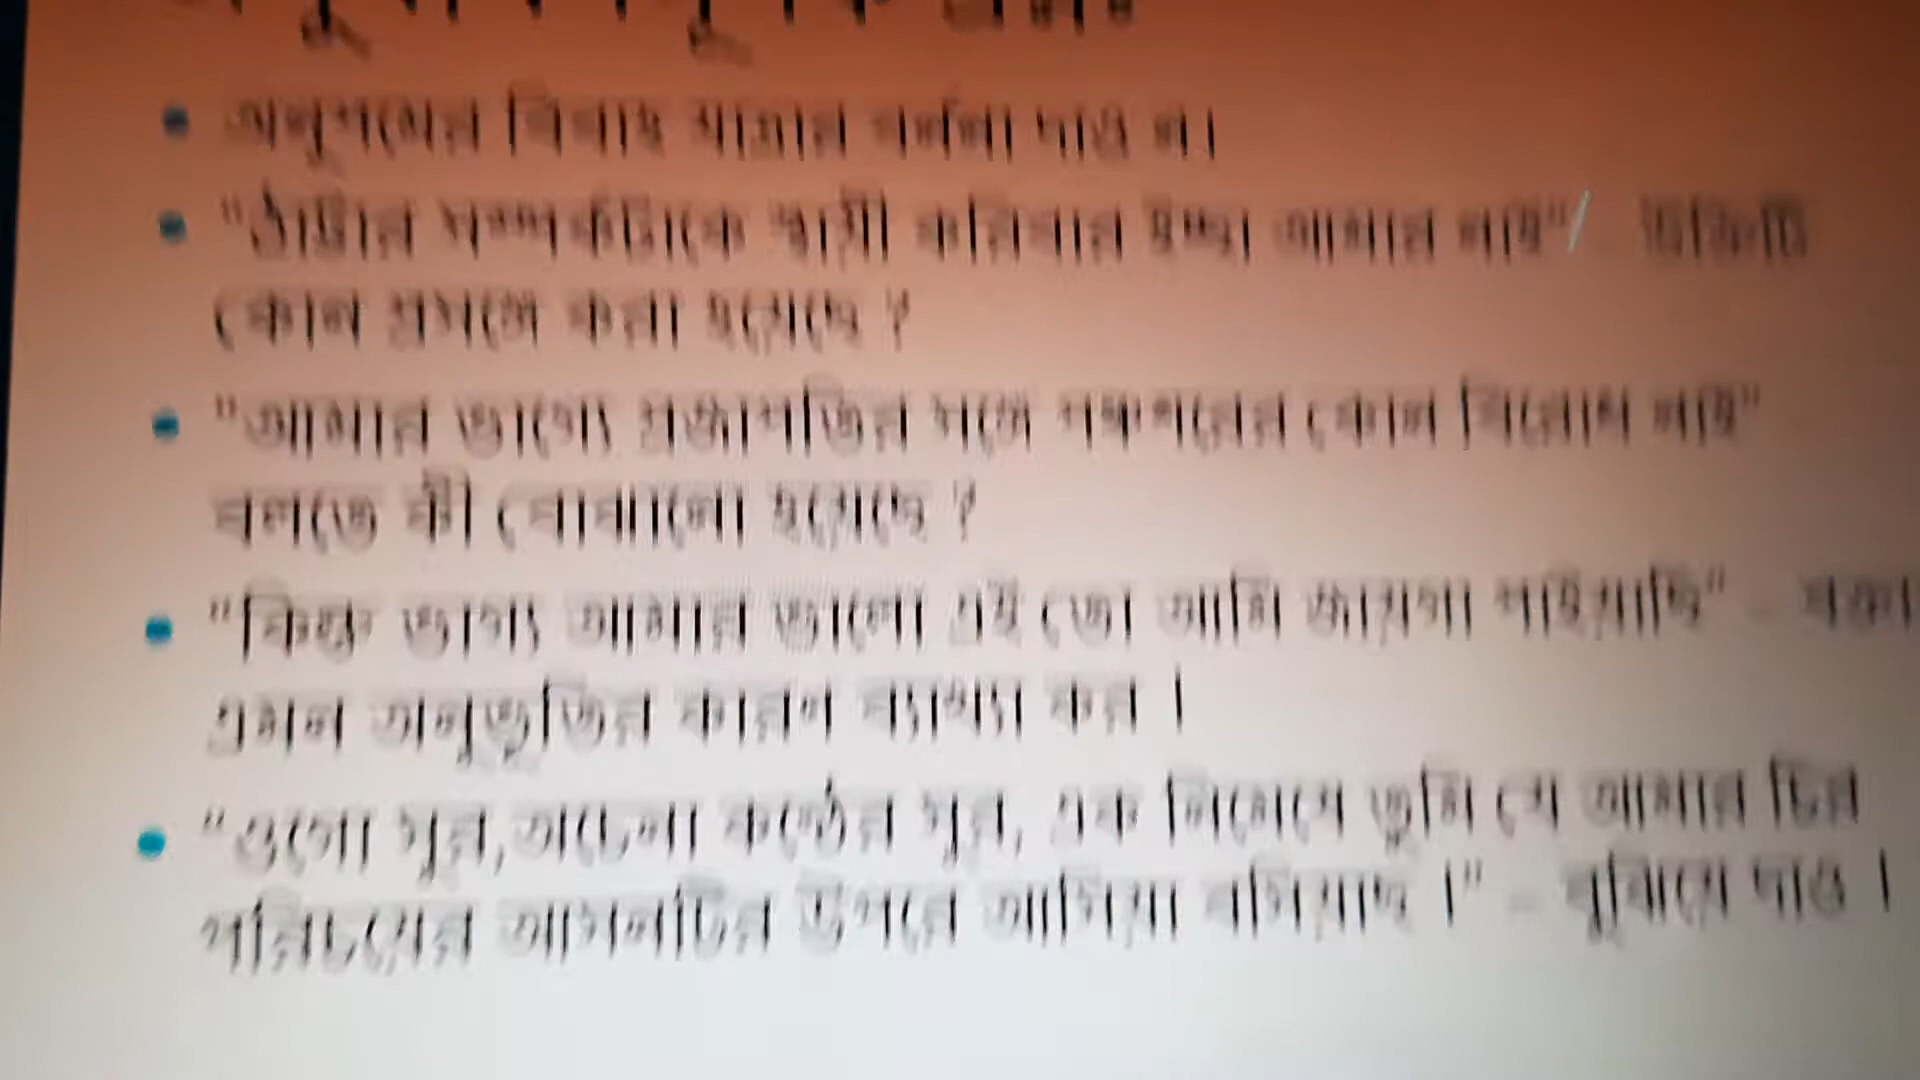 অনুপমের বিবাহ যাত্রার বর্ণনা দাও ব।
"ঠাট্টার সম্পর্কটাকে স্থায়ী করিবার ইচ্ছা আমার নাই" উক্তিটি
কোন প্রসঙ্গে করা হয়েছে ?
"আমার ভাগ্যে প্রজাপতির সঙ্গে পঞ্চশরের কোন বিরোধ নাই"
বলতে কী বোঝানো হয়েছে ?
"কিন্তু ভাগ্য আমার ভালো এই তো আমি জায়গা পাইয়াছি" - বক্তা
এমন অনুভূতির কারন ব্যাখ্যা কর ।
"ওগো সুর, অচেনা কণ্ঠের সুর, এক নিমেষে তুমি যে আমার চির
পরিচয়ের আসনটির উপরে আসিয়া বসিয়াছ ।" - বুঝিয়ে দাও ।